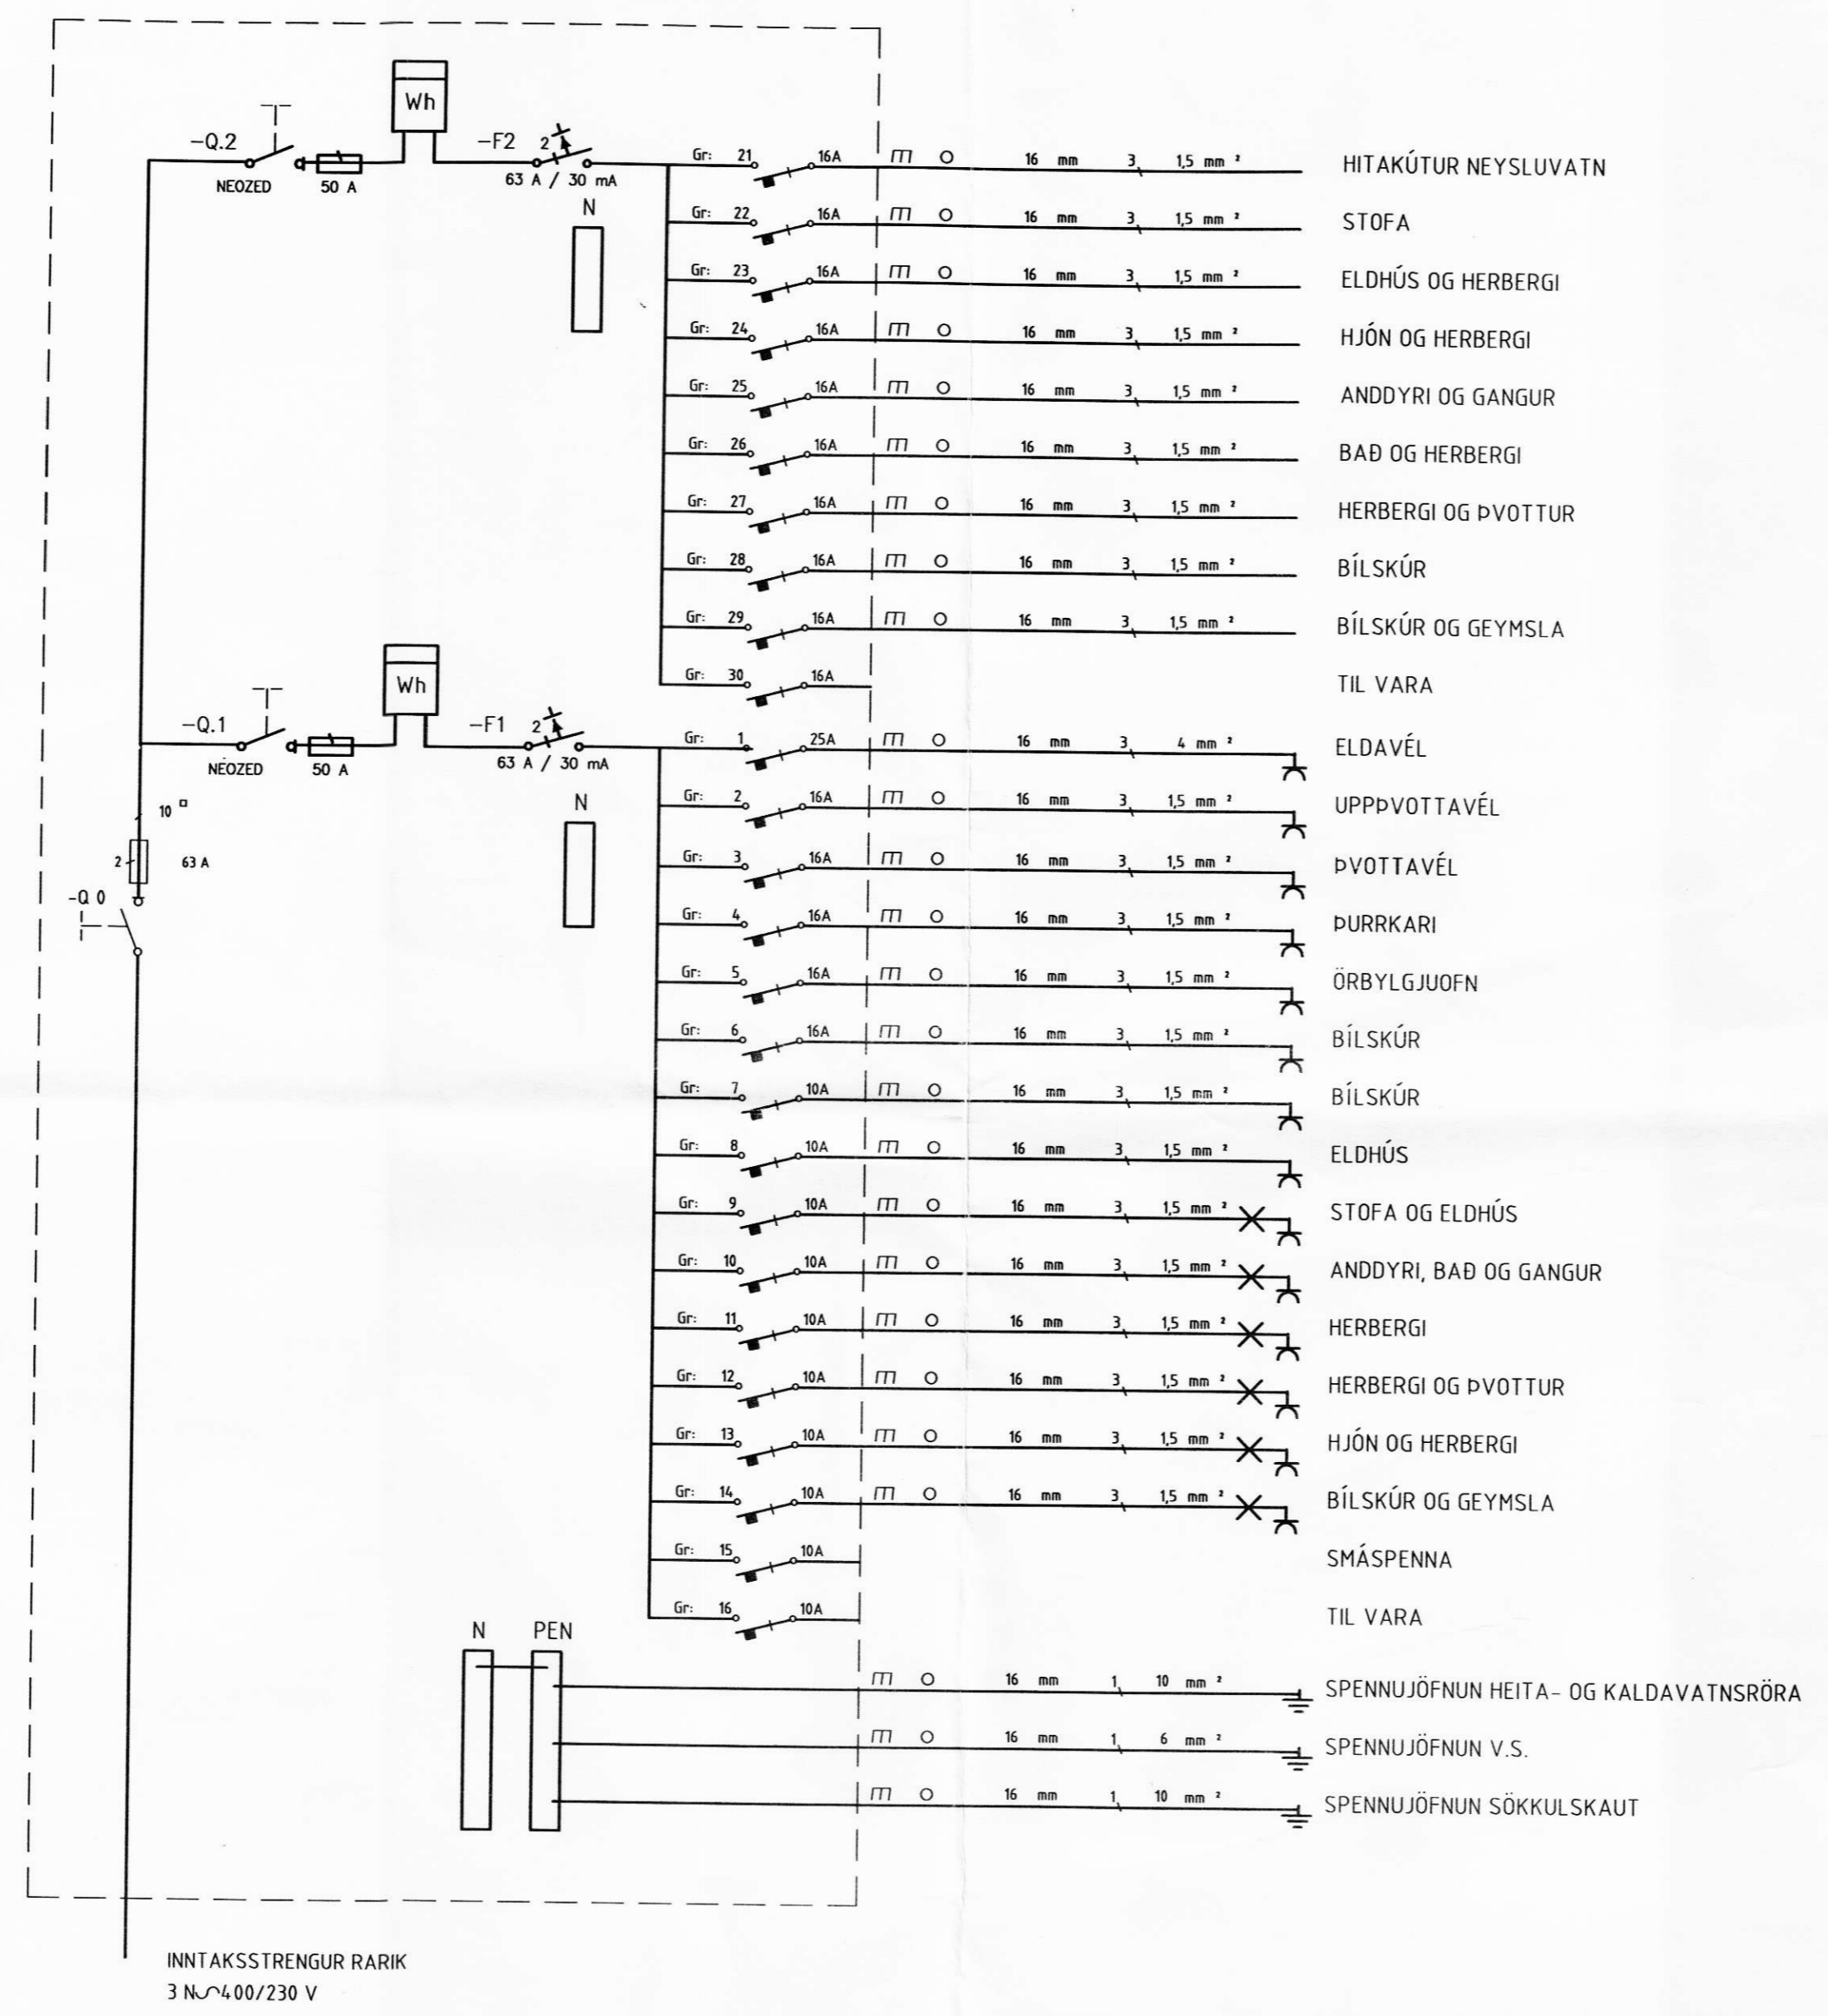 Wh
-Q.2
NEOZED
50 A
-F2
2
63 A / 30 mA
N
Gr: 21 16A 16 mm 3 1,5 mm ² HITAKÚTUR NEYSLUVATN
Gr: 22 16A 16 mm 3 1,5 mm ² STOFA
Gr: 23 16A 16 mm 3 1,5 mm ² ELDHÚS OG HERBERGI
Gr: 24 16A 16 mm 3 1,5 mm ² HJÓN OG HERBERGI
Gr: 25 16A 16 mm 3 1,5 mm ² ANDDYRI OG GANGUR
Gr: 26 16A 16 mm 3 1,5 mm ² BAÐ OG HERBERGI
Gr: 27 16A 16 mm 3 1,5 mm ² HERBERGI OG ÞVOTTUR
Gr: 28 16A 16 mm 3 1,5 mm ² BÍLSKÚR
Gr: 29 16A 16 mm 3 1,5 mm ² BÍLSKÚR OG GEYMSLA
Gr: 30 16A TIL VARA
Wh
-Q.1
NEOZED
50 A
-F1
2
63 A / 30 mA
N
10
2
63 A
-Q 0
Gr: 1 25A 16 mm 3 4 mm ² ELDAVÉL
Gr: 2 16A 16 mm 3 1,5 mm ² UPPÞVOTTAVÉL
Gr: 3 16A 16 mm 3 1,5 mm ² ÞVOTTAVÉL
Gr: 4 16A 16 mm 3 1,5 mm ² ÞURRKARI
Gr: 5 16A 16 mm 3 1,5 mm ² ÖRBYLGJUOFN
Gr: 6 16A 16 mm 3 1,5 mm ² BÍLSKÚR
Gr: 7 10A 16 mm 3 1,5 mm ² BÍLSKÚR
Gr: 8 10A 16 mm 3 1,5 mm ² ELDHÚS
Gr: 9 10A 16 mm 3 1,5 mm ² STOFA OG ELDHÚS
Gr: 10 10A 16 mm 3 1,5 mm ² ANDDYRI, BAÐ OG GANGUR
Gr: 11 10A 16 mm 3 1,5 mm ² HERBERGI
Gr: 12 10A 16 mm 3 1,5 mm ² HERBERGI OG ÞVOTTUR
Gr: 13 10A 16 mm 3 1,5 mm ² HJÓN OG HERBERGI
Gr: 14 10A 16 mm 3 1,5 mm ² BÍLSKÚR OG GEYMSLA
Gr: 15 10A SMÁSPENNA
Gr: 16 10A TIL VARA
N PEN
16 mm 1 10 mm ² SPENNUJÖFNUN HEITA- OG KALDAVATNSRÖRA
16 mm 1 6 mm ² SPENNUJÖFNUN V.S.
16 mm 1 10 mm ² SPENNUJÖFNUN SÖKKULSKAUT
INNTAKSSTRENGUR RARIK
3 N~400/230 V